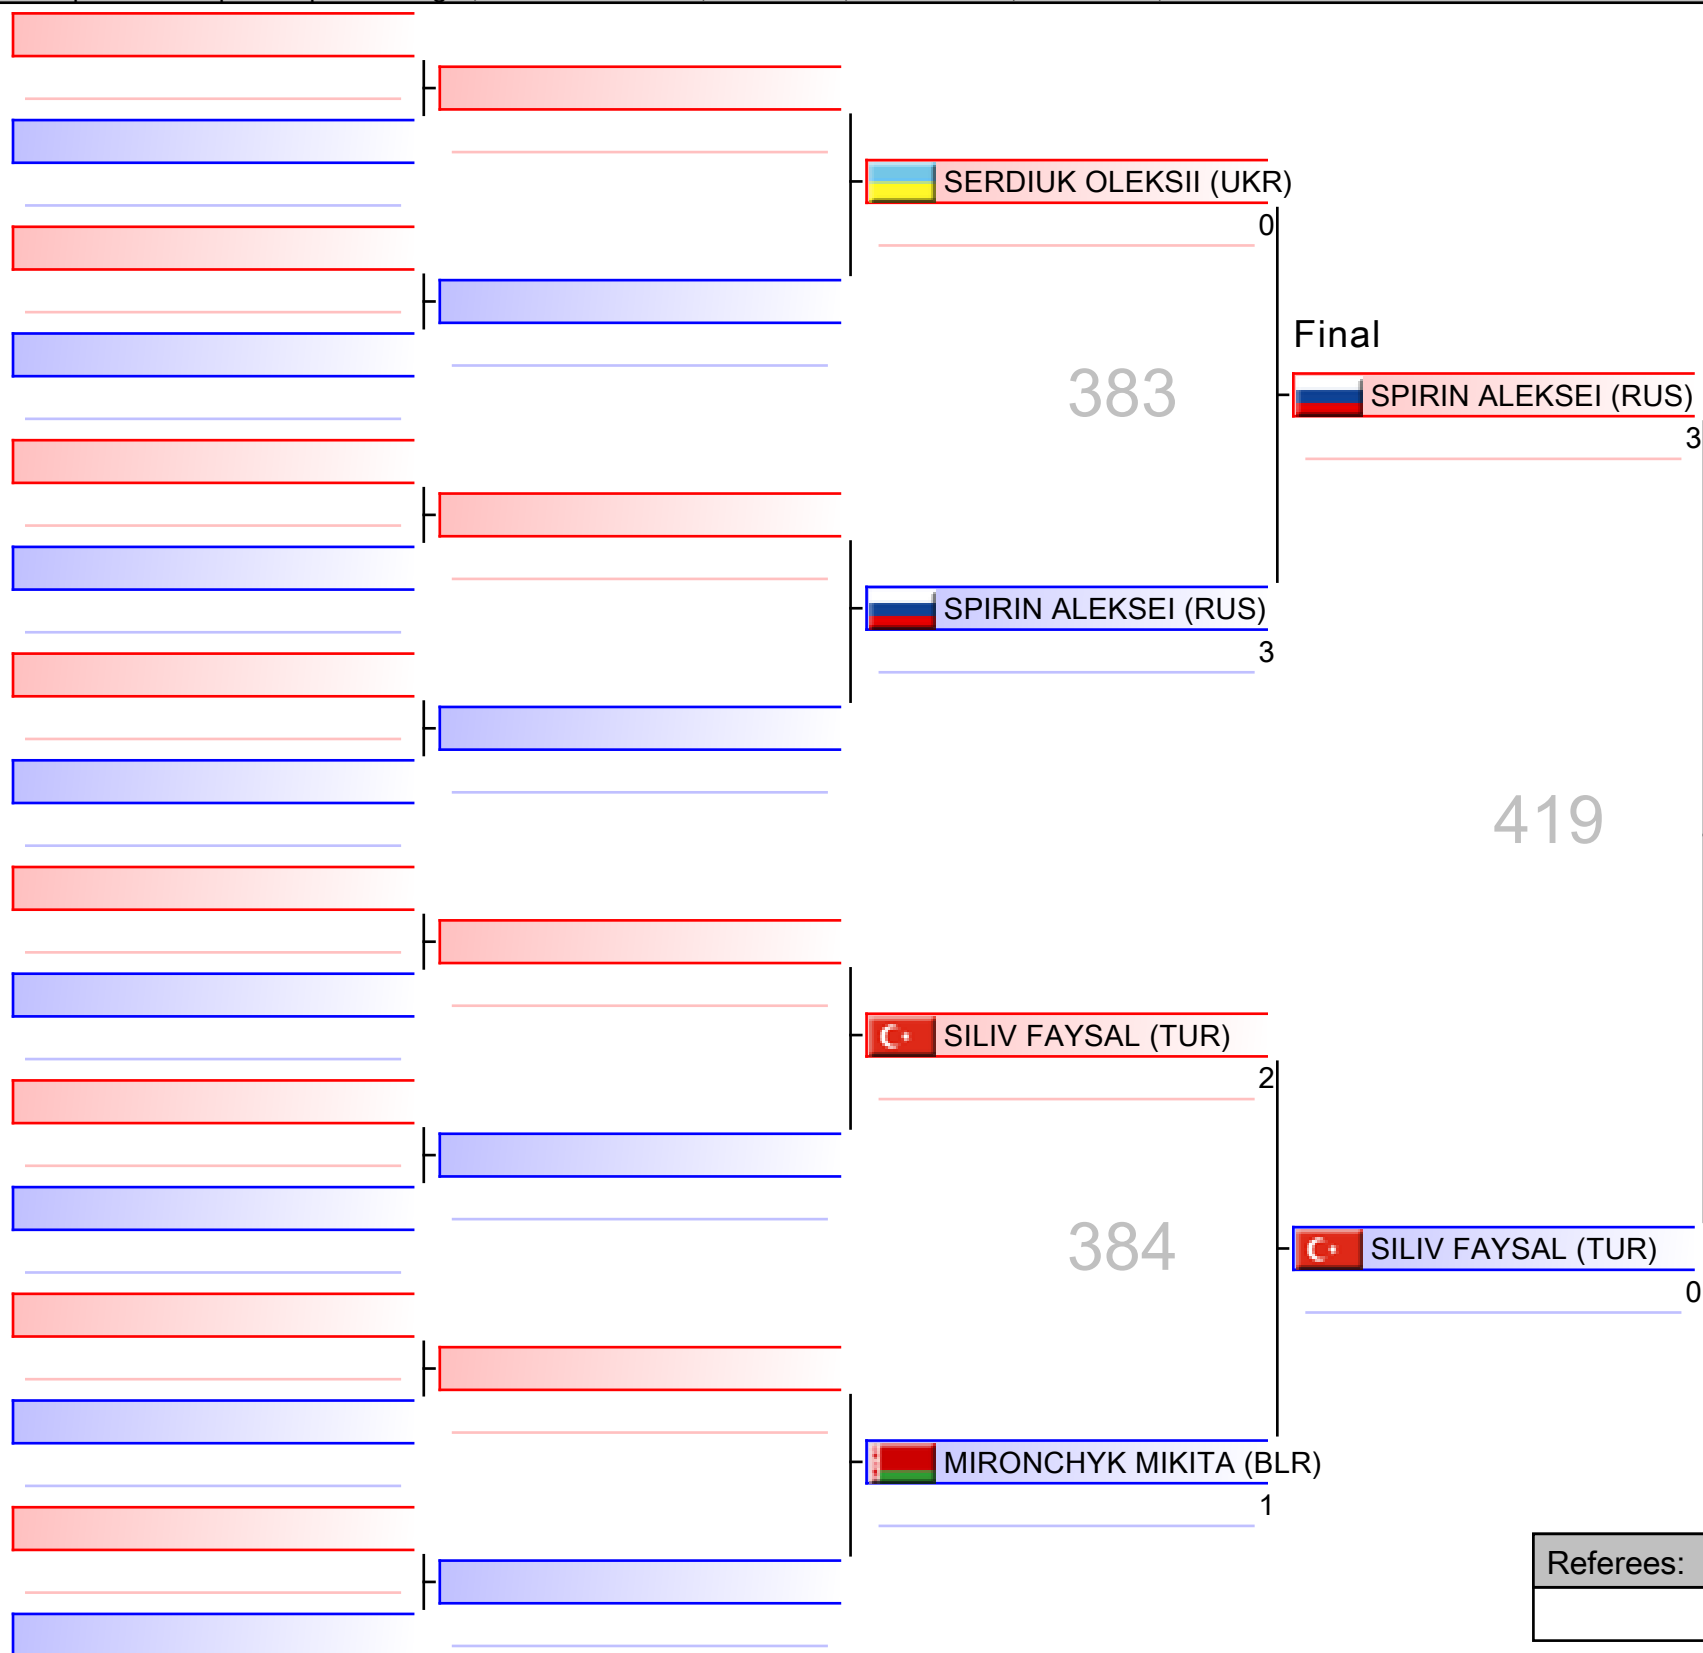 SERDIUK OLEKSII (UKR)
0
Final
383
SPIRIN ALEKSEI (RUS)
3
SPIRIN ALEKSEI (RUS)
3
419
SILIV FAYSAL (TUR)
2
384
SILIV FAYSAL (TUR)
0
MIRONCHYK MIKITA (BLR)
1
Referees: